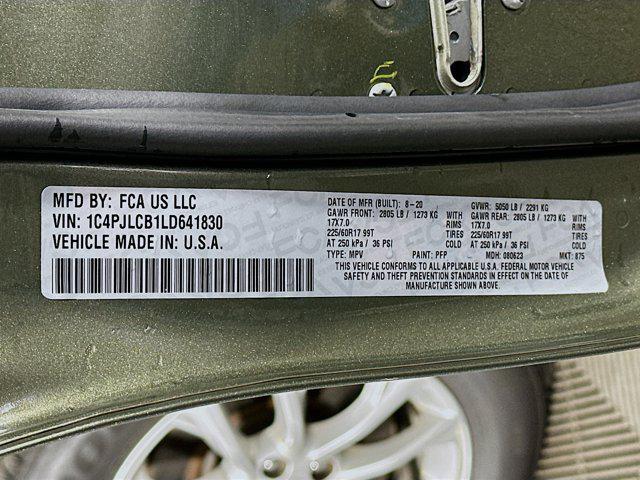 MFD BY: FCA US LLC
VIN: 1C4PJLCB1LD641830
VEHICLE MADE IN: U.S.A.
DATE OF MFR (BUILT): 8-20
GVWR: 5050 LB / 2291 KG
GAWR FRONT: 2805 LB / 1273 KG WITH
GAWR REAR: 2805 LB / 1273 KG WITH
17X7.0 RIMS
17X7.0 RIMS
225/60R17 99T TIRES
225/60R17 99T TIRES
AT 250 kPa / 36 PSI COLD
AT 250 kPa / 36 PSI COLD
TYPE: MPV PAINT: PFP MDH: 080623 MKT: 875
THIS VEHICLE CONFORMS TO ALL APPLICABLE U.S.A. FEDERAL MOTOR VEHICLE
SAFETY AND THEFT PREVENTION STANDARDS IN EFFECT ON THE DATE OF
MANUFACTURE SHOWN ABOVE.